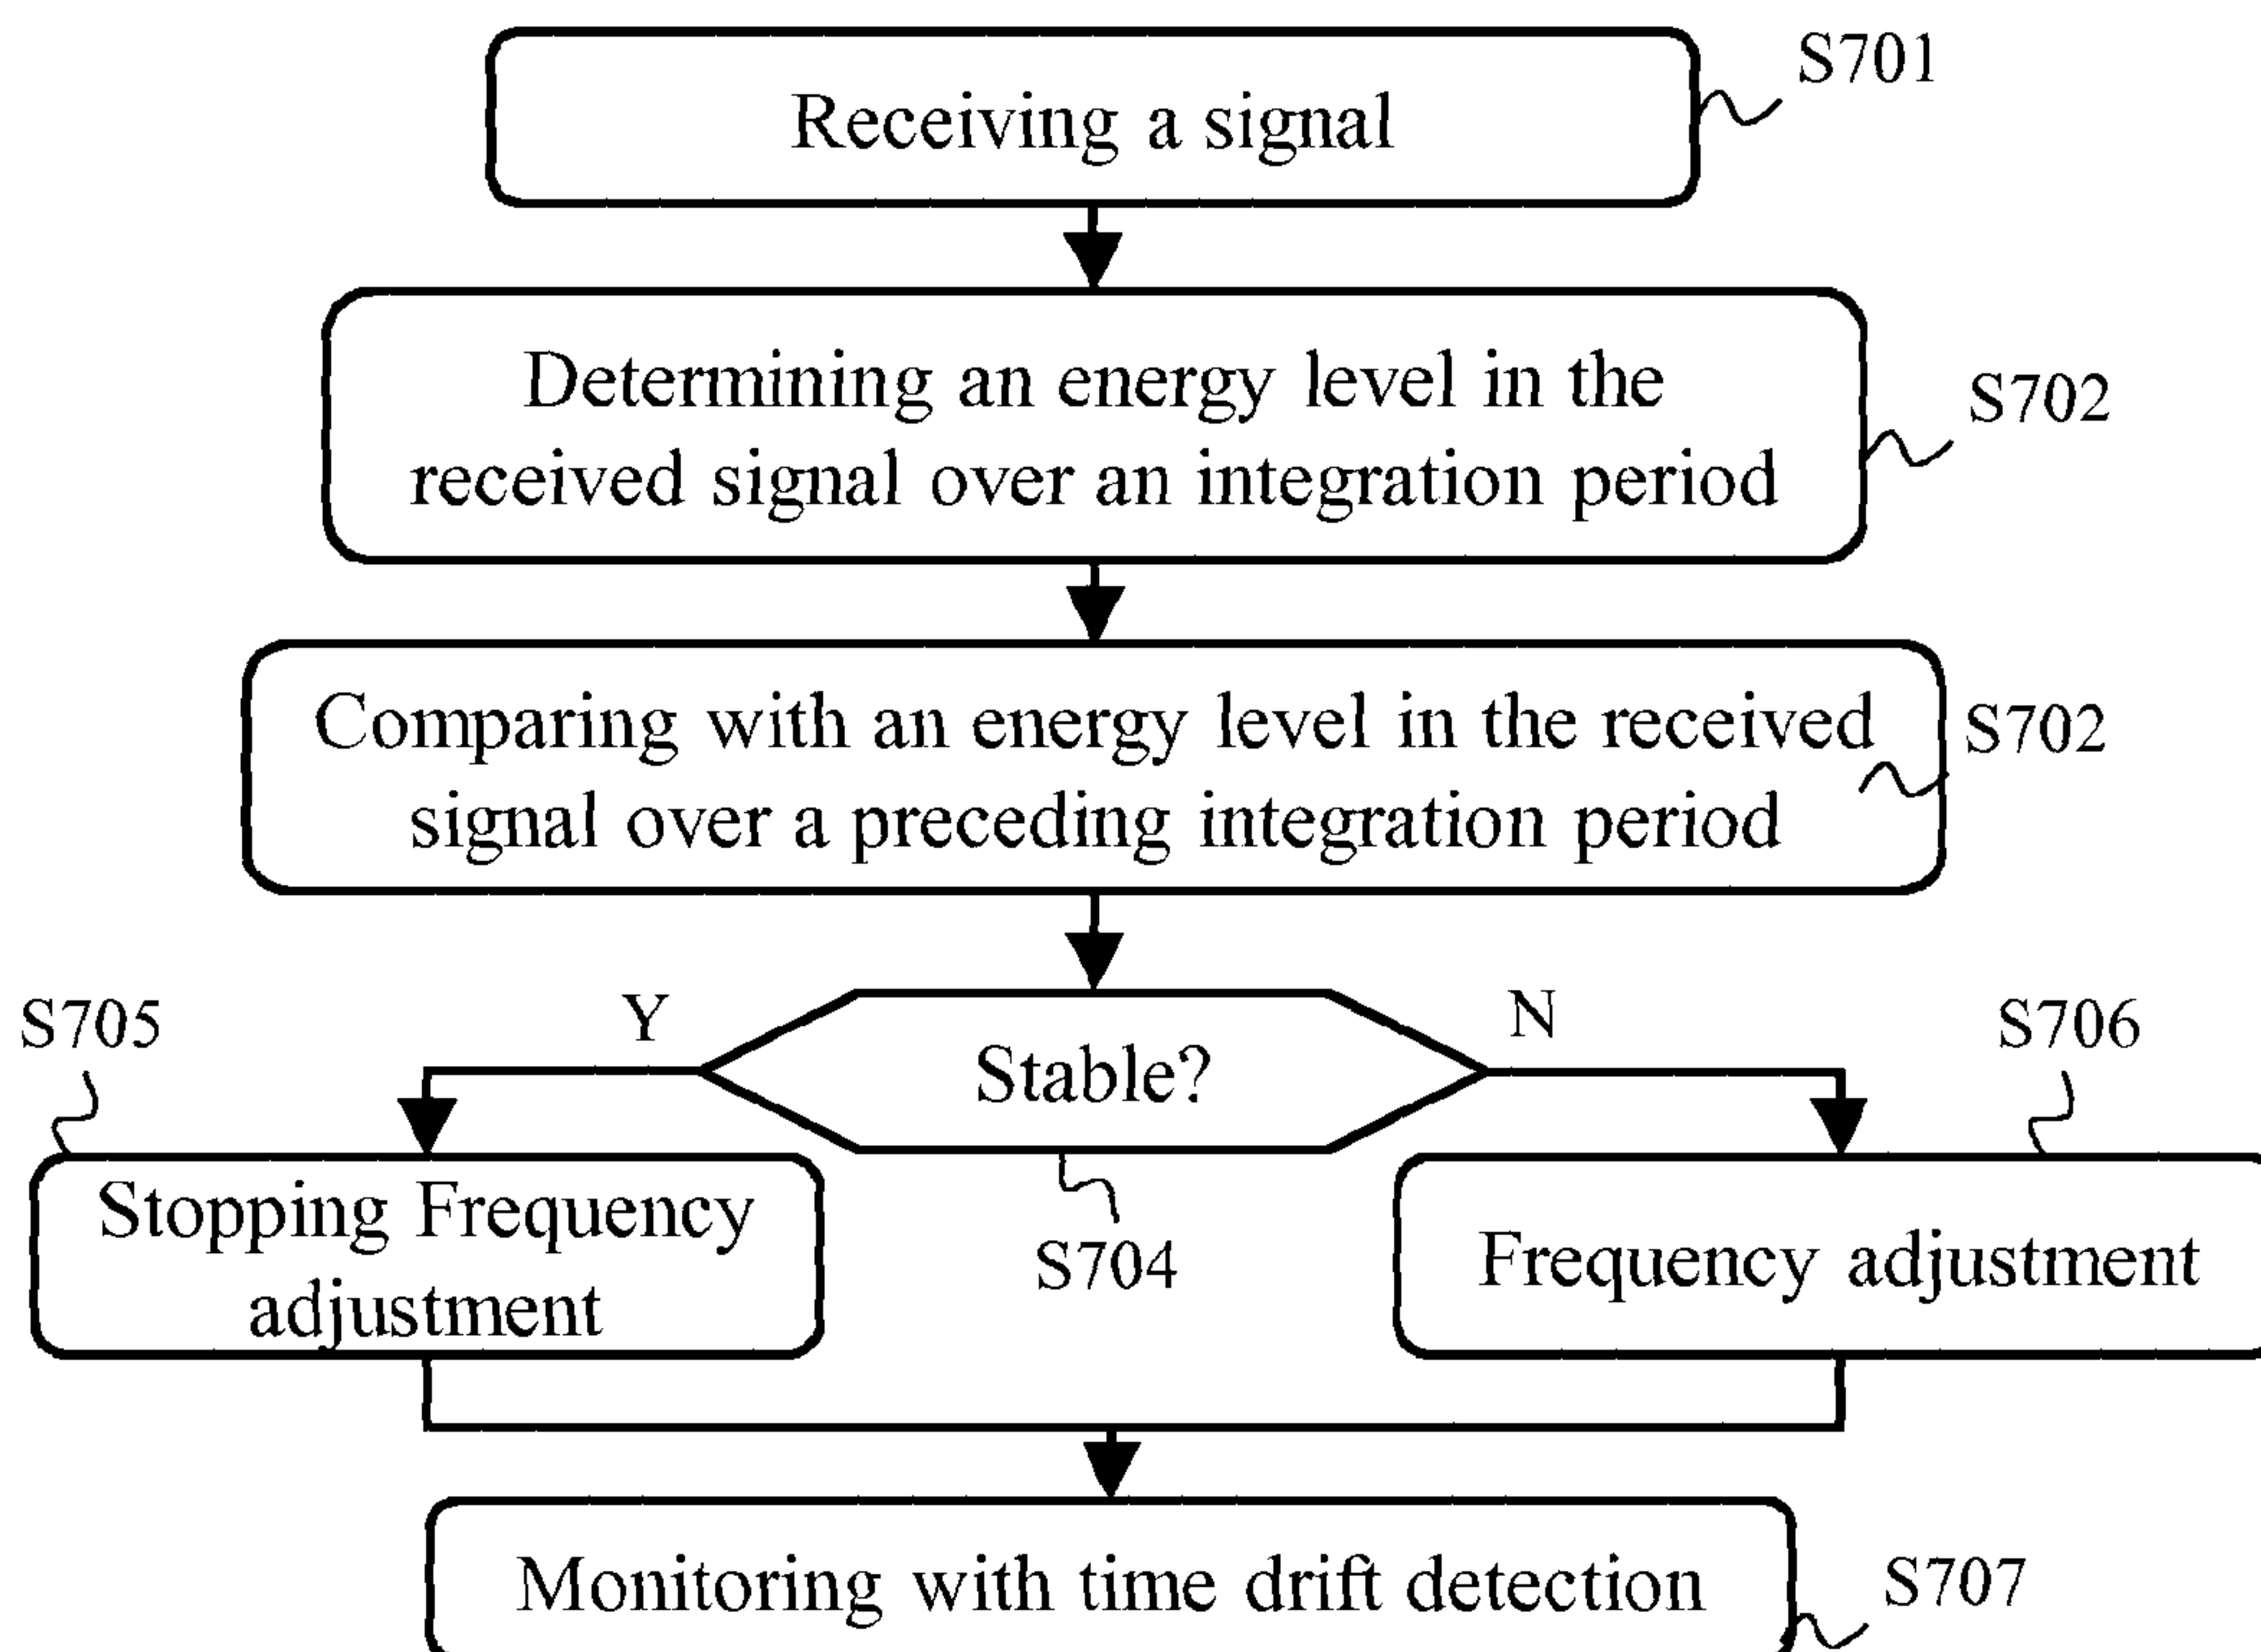 Receiving a signal
S701
Determining an energy level in the
received signal over an integration period
S702
Comparing with an energy level in the received
signal over a preceding integration period
S702
Y
Stable?
N
S704
S705
Stopping Frequency
adjustment
S706
Frequency adjustment
Monitoring with time drift detection
S707